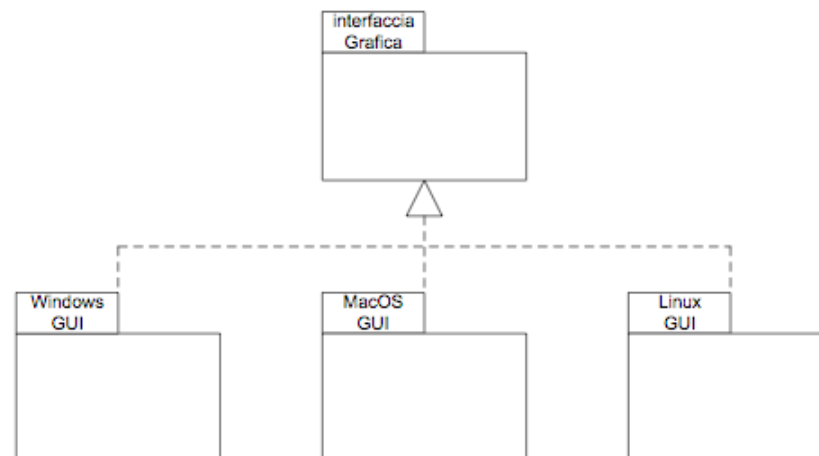 interfaccia
Grafica
Windows
GUI
MacOS
GUI
Linux
GUI